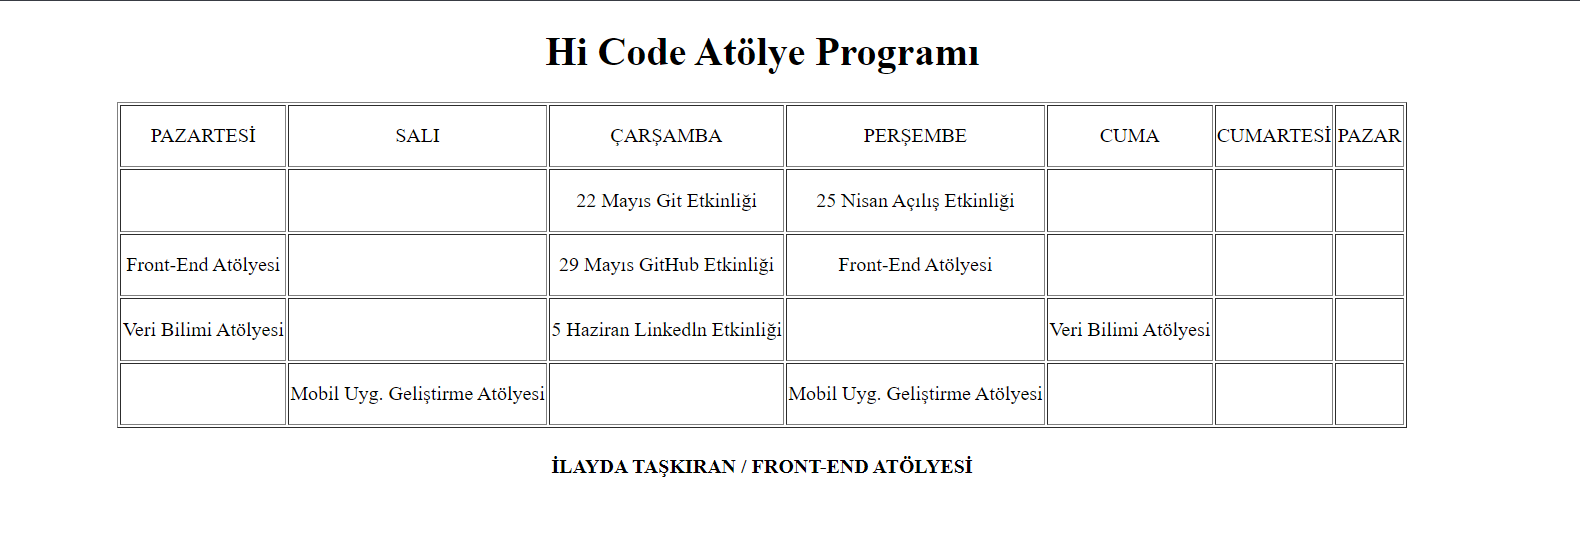 Hi Code Atölye Programı
PAZARTESİ SALI ÇARŞAMBA PERŞEMBE CUMA CUMARTESİ PAZAR
22 Mayıs Git Etkinliği 25 Nisan Açılış Etkinliği
Front-End Atölyesi 29 Mayıs GitHub Etkinliği Front-End Atölyesi
Veri Bilimi Atölyesi 5 Haziran Linkedln Etkinliği Veri Bilimi Atölyesi
Mobil Uyg. Geliştirme Atölyesi Mobil Uyg. Geliştirme Atölyesi
İLAYDA TAŞKIRAN / FRONT-END ATÖLYESİ